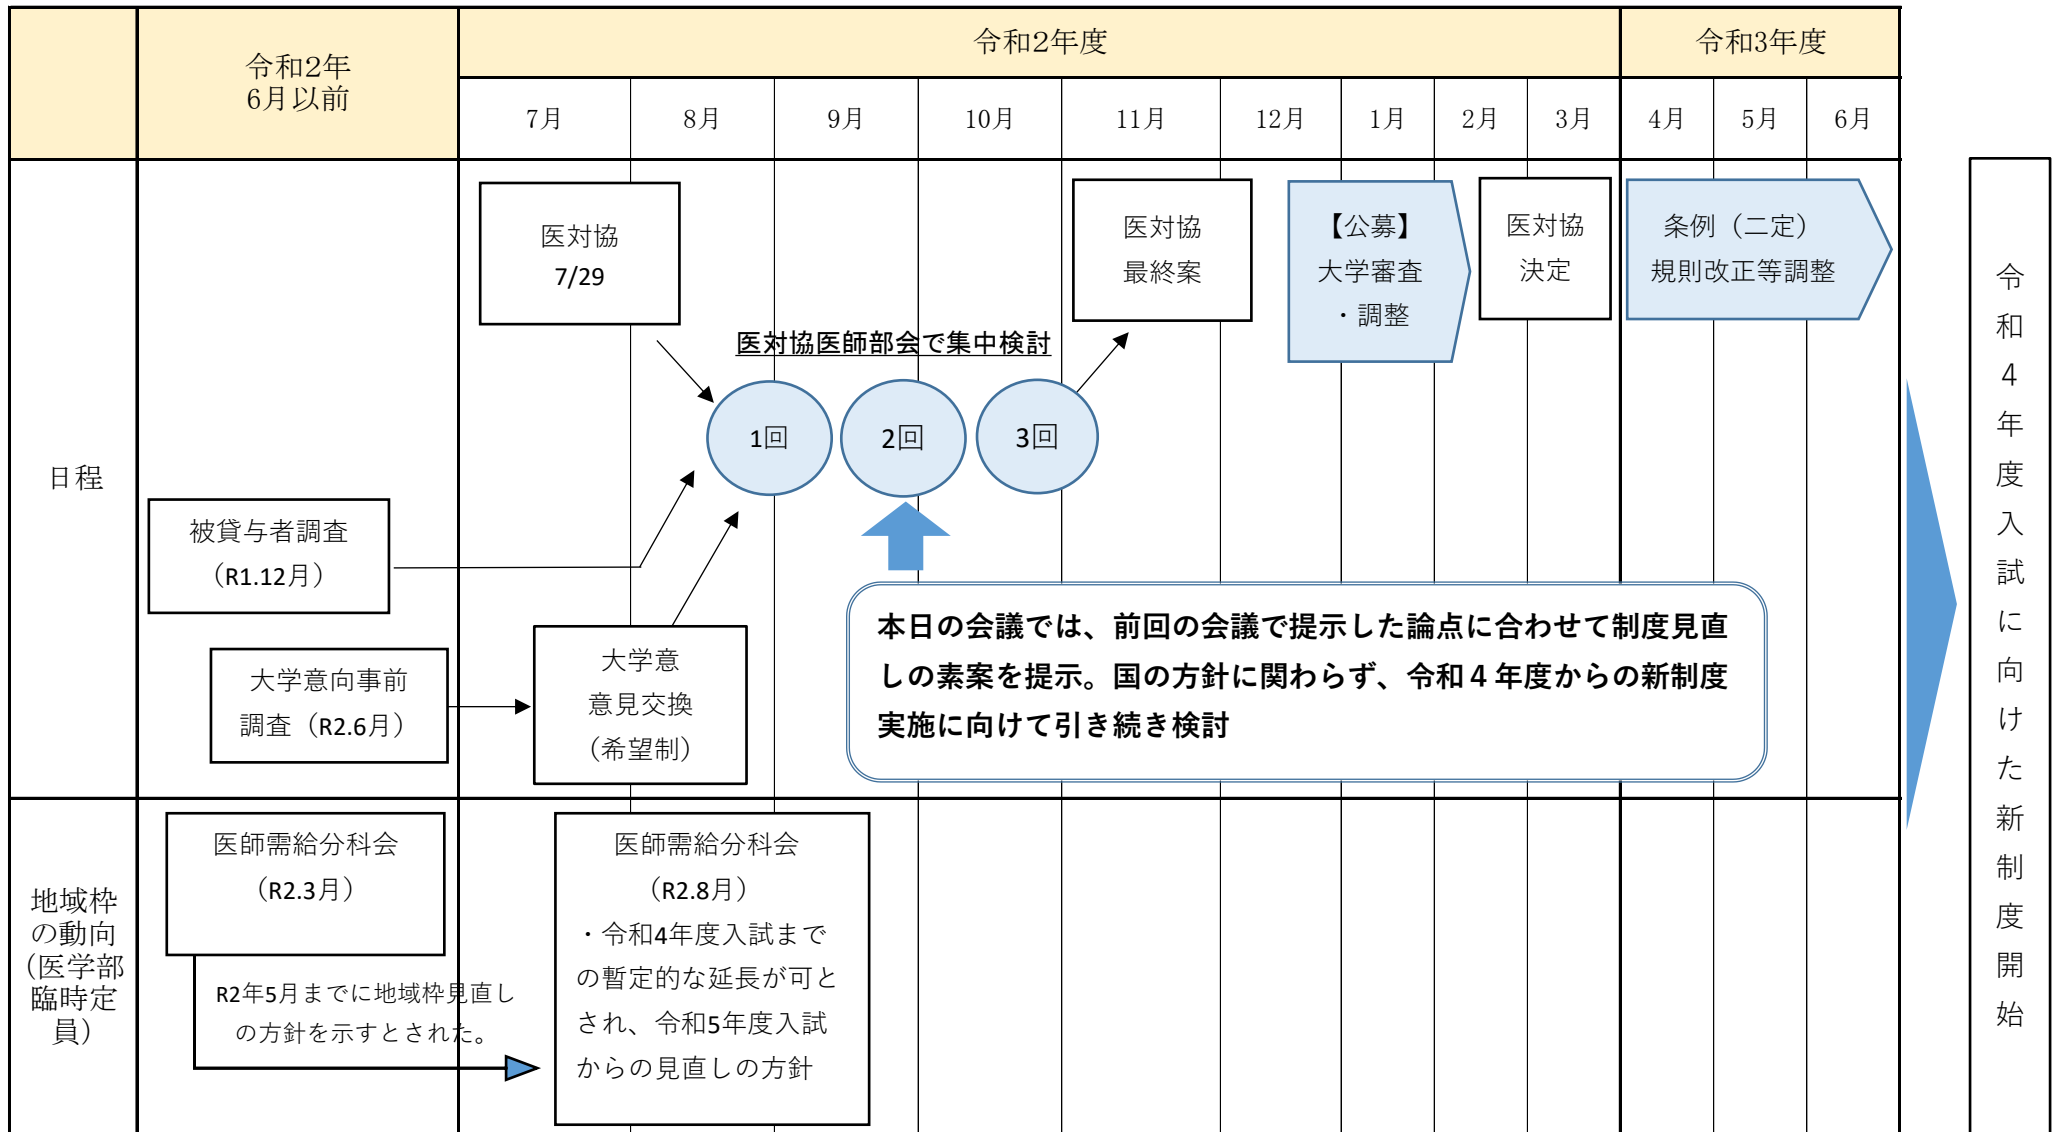 令和2年
6月以前
令和2年度
令和3年度
7月
8月
9月
10月
11月
12月
1月
2月
3月
4月
5月
6月
日程
医対協
7/29
医対協医師部会で集中検討
1回
2回
3回
医対協
最終案
【公募】
大学審査
・調整
医対協
決定
条例（二定）
規則改正等調整
被貸与者調査
（R1.12月）
大学意向事前
調査（R2.6月）
大学意
意見交換
（希望制）
本日の会議では、前回の会議で提示した論点に合わせて制度見直
しの素案を提示。国の方針に関わらず、令和４年度からの新制度
実施に向けて引き続き検討
地域枠
の動向
（医学部
臨時定
員）
医師需給分科会
（R2.3月）
R2年5月までに地域枠見直し
の方針を示すとされた。
医師需給分科会
（R2.8月）
・令和4年度入試まで
の暫定的な延長が可と
され、令和5年度入試
からの見直しの方針
令和４年度入試に向けた新制度開始